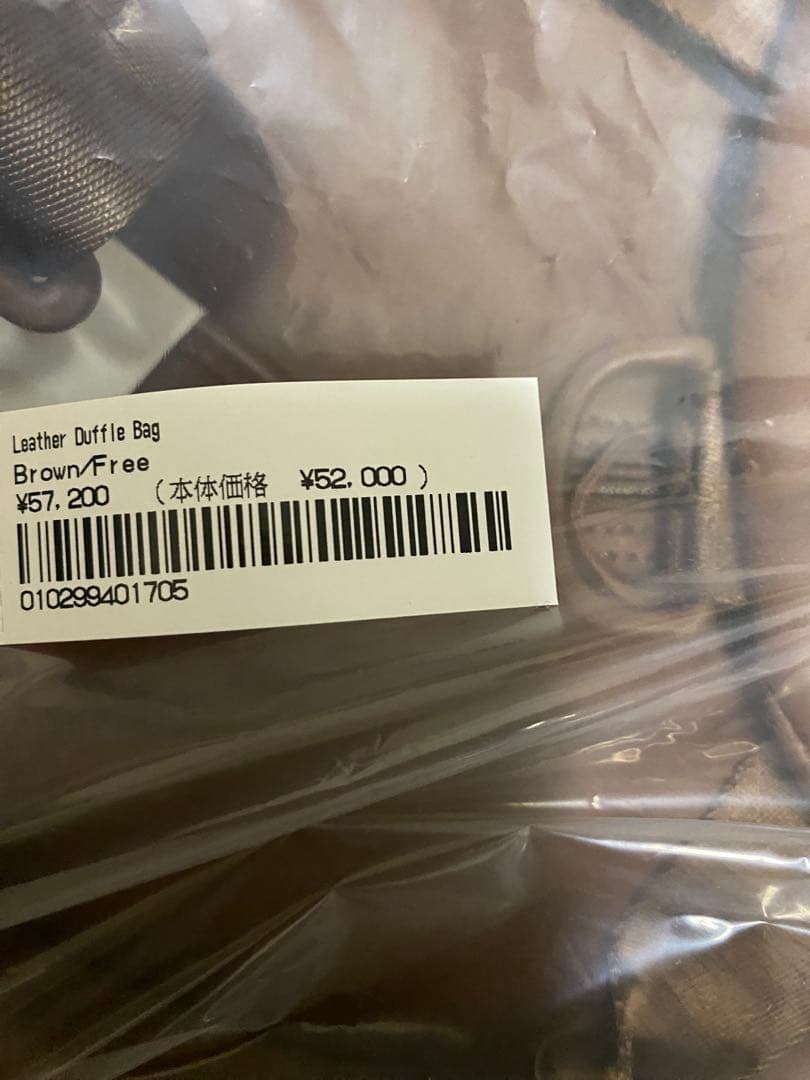 Leather Duffle Bag
Brown/Free
¥57,200 (本体価格 ¥52,000 )
010299401705